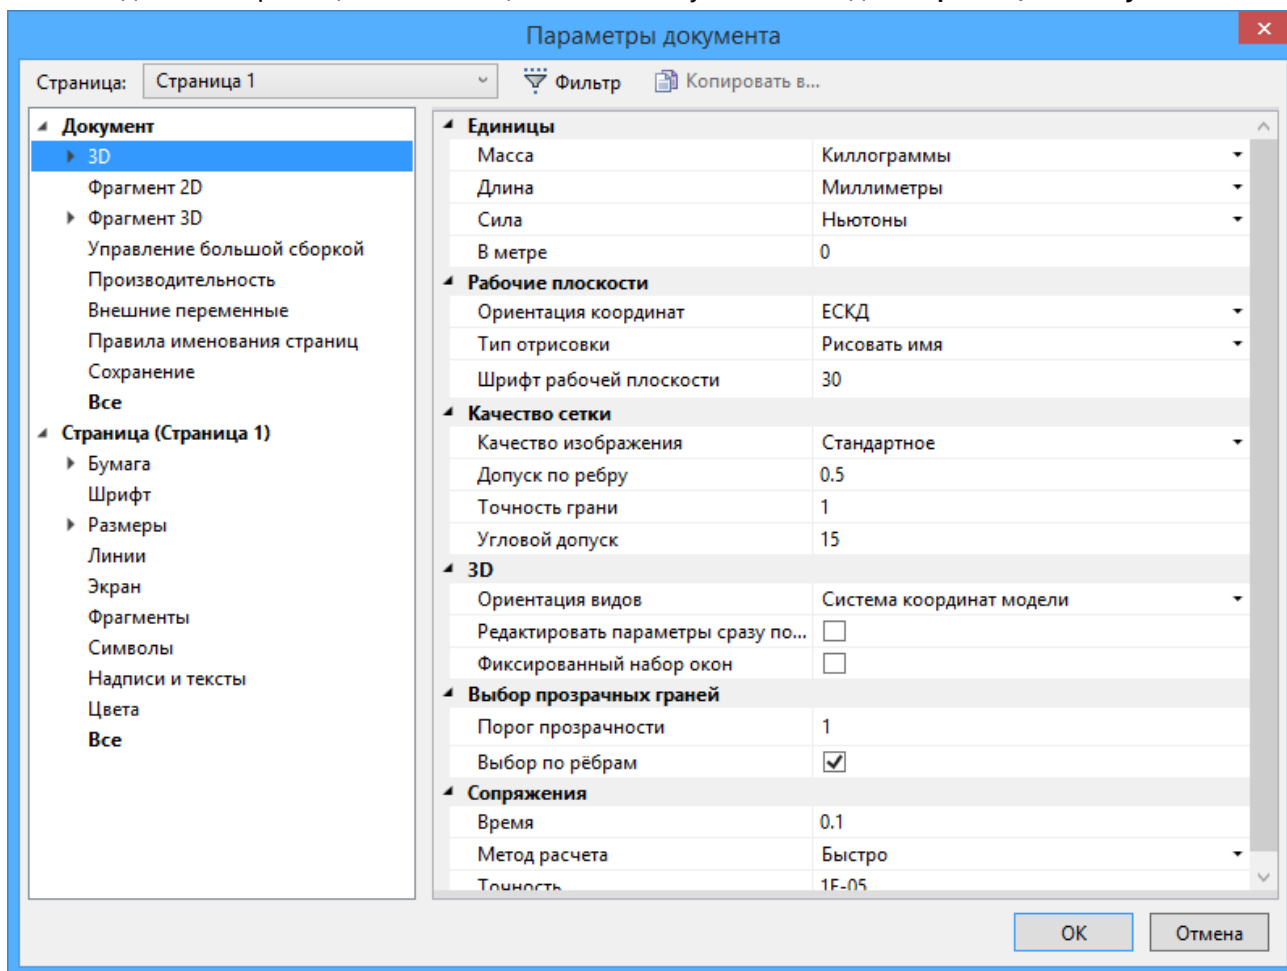 Параметры документа
Страница: Страница 1 Фильтр Копировать в...
Документ
3D
Фрагмент 2D
Фрагмент 3D
Управление большой сборкой
Производительность
Внешние переменные
Правила именования страниц
Сохранение
Все
Страница (Страница 1)
Бумага
Шрифт
Размеры
Линии
Экран
Фрагменты
Символы
Надписи и тексты
Цвета
Все
Единицы
Масса Киллограммы
Длина Миллиметры
Сила Ньютоны
В метре 0
Рабочие плоскости
Ориентация координат ЕСКД
Тип отрисовки Рисовать имя
Шрифт рабочей плоскости 30
Качество сетки
Качество изображения Стандартное
Допуск по ребру 0.5
Точность грани 1
Угловой допуск 15
3D
Ориентация видов Система координат модели
Редактировать параметры сразу по...
Фиксированный набор окон
Выбор прозрачных граней
Порог прозрачности 1
Выбор по рёбрам
Сопряжения
Время 0.1
Метод расчета Быстро
Точность 1E-05
OK Отмена